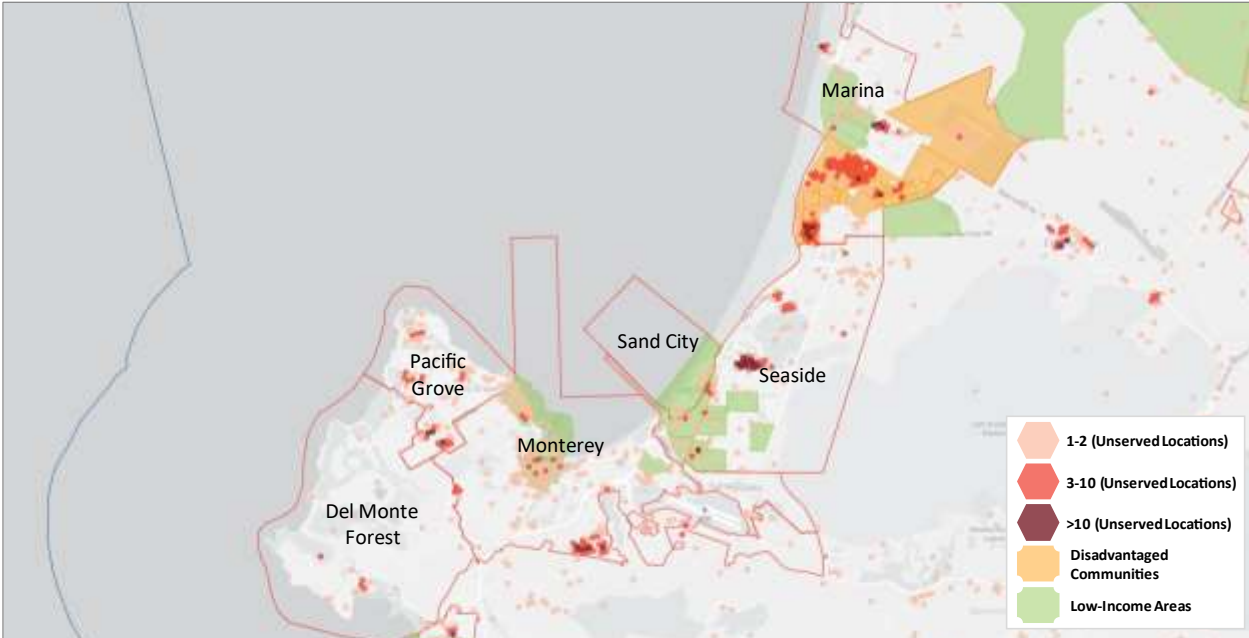 Marina
Sand City
Pacific
Grove
Seaside
Monterey
Del Monte
Forest
1-2 (Unserved Locations)
3-10 (Unserved Locations)
>10 (Unserved Locations)
Disadvantaged
Communities
Low-Income Areas